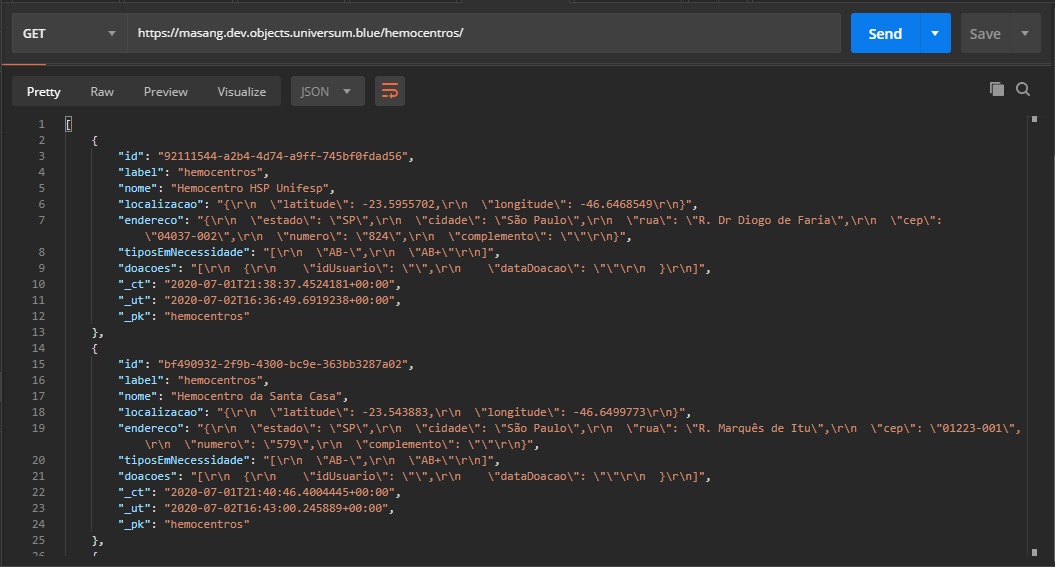 GET https://masang.dev.objects.universum.blue/hemocentros/ Send Save
Pretty Raw Preview Visualize JSON
1 [
2 {
3 "id": "92111544-a2b4-4d74-a9ff-745bf0fdad56",
4 "label": "hemocentros",
5 "nome": "Hemocentro HSP Unifesp",
6 "localizacao": "{\r\n  \"latitude\": -23.5955702,\r\n  \"longitude\": -46.6468549\r\n}",
7 "endereco": "{\r\n  \"estado\": \"SP\",\r\n  \"cidade\": \"São Paulo\",\r\n  \"rua\": \"R. Dr Diogo de Faria\",\r\n  \"cep\":
\"04037-002\",\r\n  \"numero\": \"824\",\r\n  \"complemento\": \"\"\r\n}",
8 "tiposEmNecessidade": "[\r\n  \"AB-\",\r\n  \"AB+\"\r\n]",
9 "doacoes": "[\r\n  {\r\n    \"idUsuario\": \"\",\r\n    \"dataDoacao\": \"\"\r\n  }\r\n]",
10 "_ct": "2020-07-01T21:38:37.4524181+00:00",
11 "_ut": "2020-07-02T16:36:49.6919238+00:00",
12 "_pk": "hemocentros"
13 },
14 {
15 "id": "bf490932-2f9b-4300-bc9e-363bb3287a02",
16 "label": "hemocentros",
17 "nome": "Hemocentro da Santa Casa",
18 "localizacao": "{\r\n  \"latitude\": -23.543883,\r\n  \"longitude\": -46.6499773\r\n}",
19 "endereco": "{\r\n  \"estado\": \"SP\",\r\n  \"cidade\": \"São Paulo\",\r\n  \"rua\": \"R. Marquês de Itu\",\r\n  \"cep\": \"01223-001\",
\r\n  \"numero\": \"579\",\r\n  \"complemento\": \"\"\r\n}",
20 "tiposEmNecessidade": "[\r\n  \"AB-\",\r\n  \"AB+\"\r\n]",
21 "doacoes": "[\r\n  {\r\n    \"idUsuario\": \"\",\r\n    \"dataDoacao\": \"\"\r\n  }\r\n]",
22 "_ct": "2020-07-01T21:40:46.4004445+00:00",
23 "_ut": "2020-07-02T16:43:00.245889+00:00",
24 "_pk": "hemocentros"
25 },
26 {